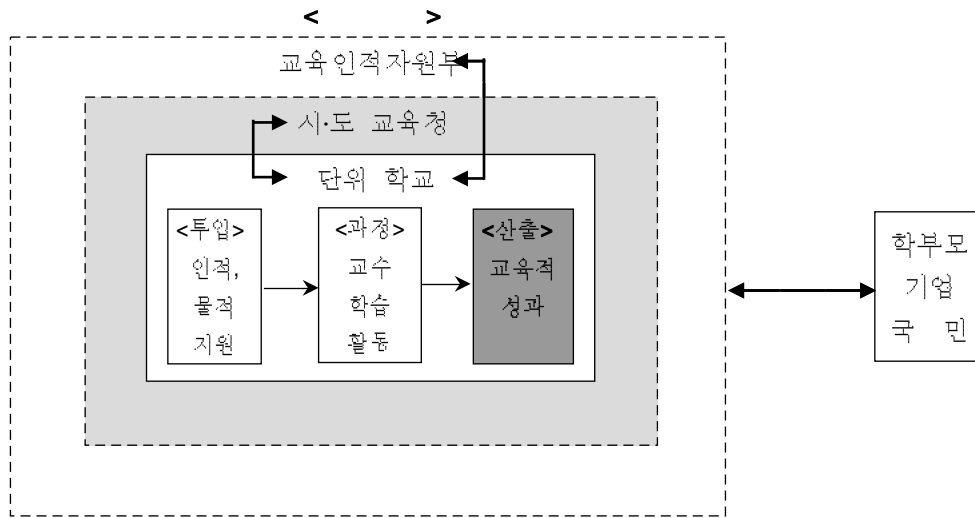 < >
교육인적자원부
시·도 교육청
단위 학교
<투입>
인적,
물적
지원
<과정>
교수
학습
활동
<산출>
교육적
성과
학부모
기업
국 민